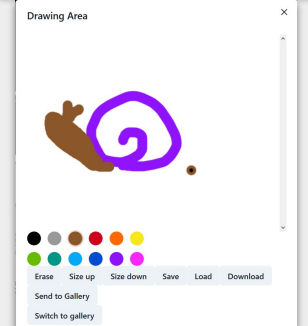 Drawing Area
Erase Size up Size down Save Load Download
Send to Gallery
Switch to gallery